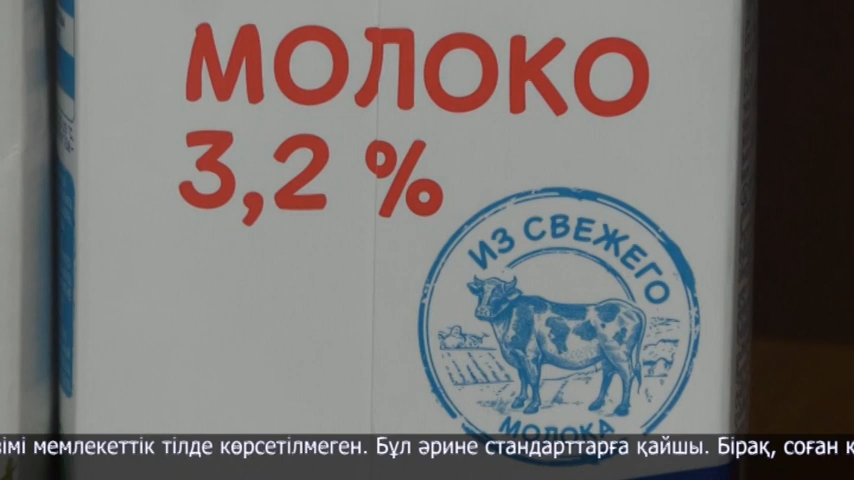 МОЛОКО
3,2 %
ИЗ СВЕЖЕГО
МОЛОКА
мемлекеттік тілде көрсетілмеген. Бұл әрине стандарттарға қайшы. Бірақ, соған